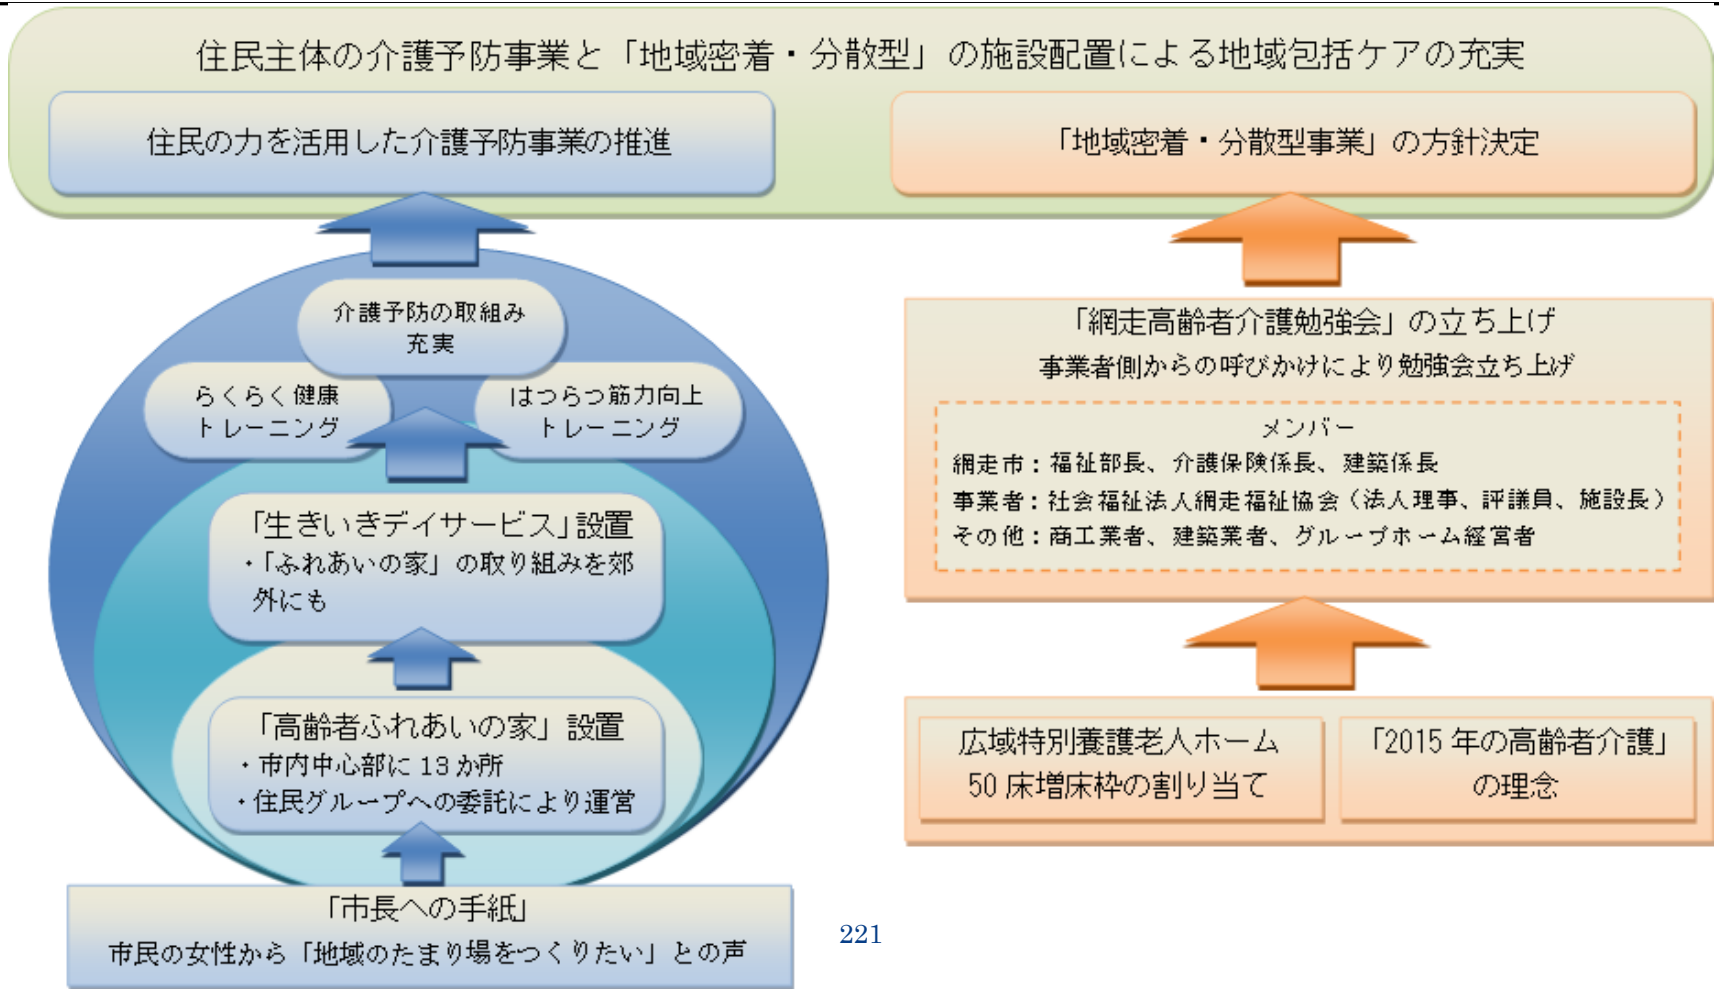 住民主体の介護予防事業と「地域密着・分散型」の施設配置による地域包括ケアの充実
住民の力を活用した介護予防事業の推進
「地域密着・分散型事業」の方針決定
介護予防の取組み
充実
らくらく健康
トレーニング
はつらつ筋力向上
トレーニング
「生きいきデイサービス」設置
・「ふれあいの家」の取り組みを郊
外にも
「高齢者ふれあいの家」設置
・市内中心部に 13 か所
・住民グループへの委託により運営
「市長への手紙」
市民の女性から「地域のたまり場をつくりたい」との声
「網走高齢者介護勉強会」の立ち上げ
事業者側からの呼びかけにより勉強会立ち上げ
メンバー
網走市：福祉部長、介護保険係長、建築係長
事業者：社会福祉法人網走福祉協会（法人理事、評議員、施設長）
その他：商工業者、建築業者、グループホーム経営者
広域特別養護老人ホーム
50 床増床枠の割り当て
「2015 年の高齢者介護」
の理念
221